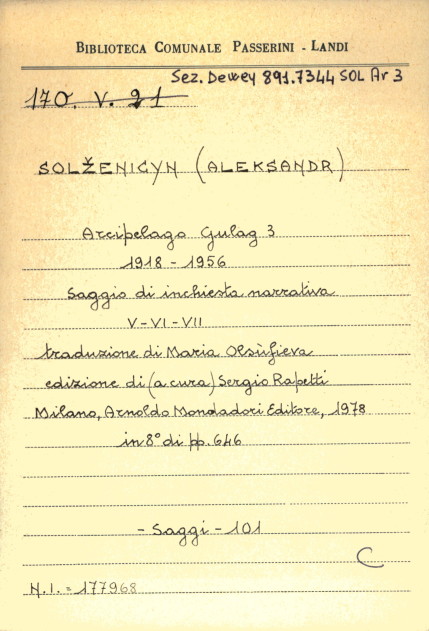 BIBLIOTECA COMUNALE PASSERINI - LANDI
Sez. Dewey 891.7344 SOL Ar 3
170. V. 21
SOLŽENICYN (ALEKSANDR)
Arcipelago Gulag 3
1918 - 1956
Saggio di inchiesta narrativa
V - VI - VII
traduzione di Maria Olsùfieva
edizione di (a cura) Sergio Rapetti
Milano, Arnoldo Mondadori Editore, 1978
in 8° di pp. 646
- Saggi - 101
C
N.I. = 177968